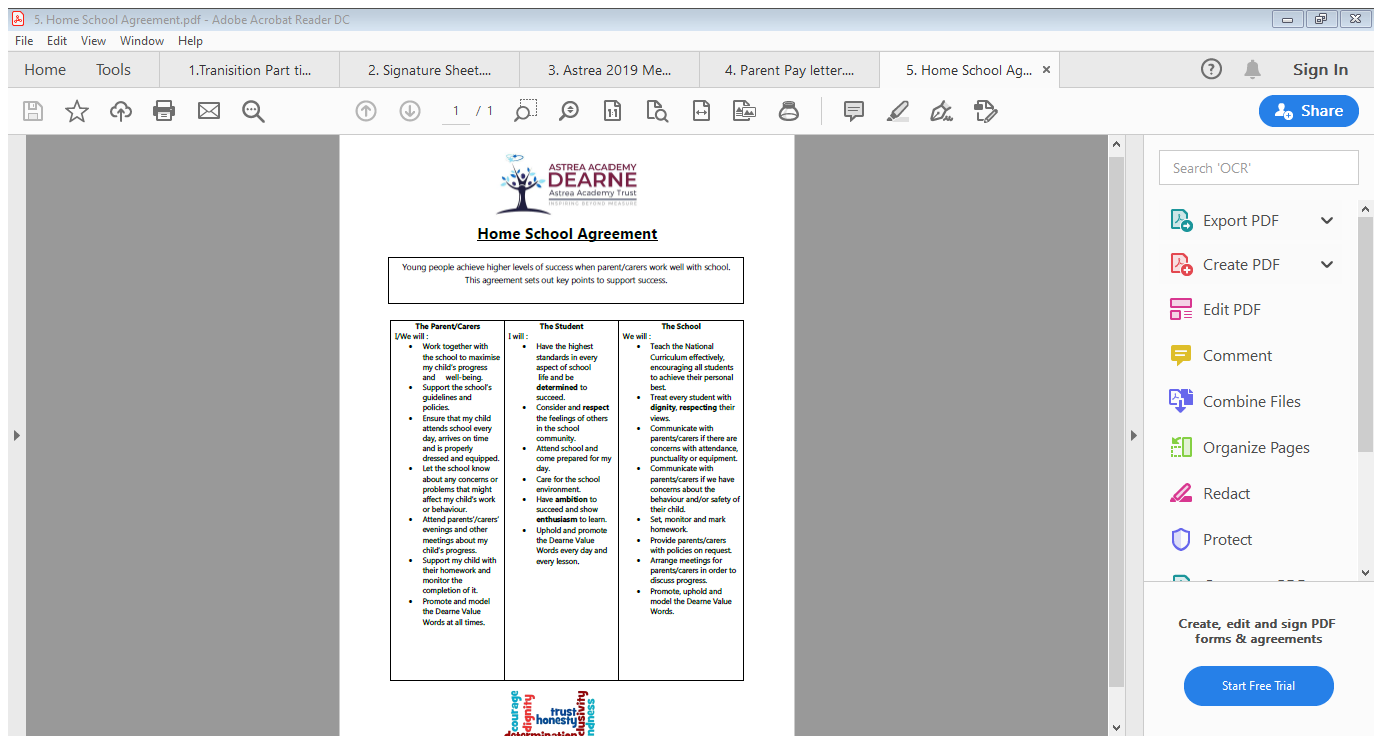 5. Home School Agreement.pdf - Adobe Acrobat Reader DC
File Edit View Window Help
Home Tools 1.Tranisition Part ti... 2. Signature Sheet.... 3. Astrea 2019 Me... 4. Parent Pay letter.... 5. Home School Ag... × Sign In
1 / 1
Share
ASTREA ACADEMY
DEARNE
Astrea Academy Trust
INSPIRING BEYOND MEASURE
Home School Agreement
Young people achieve higher levels of success when parent/carers work well with school.
This agreement sets out key points to support success.
The Parent/Carers
I/We will :
• Work together with
the school to maximise
my child's progress
and well-being.
• Support the school's
guidelines and
policies.
• Ensure that my child
attends school every
day, arrives on time
and is properly
dressed and equipped.
• Let the school know
about any concerns or
problems that might
affect my child's work
or behaviour.
• Attend parents'/carers'
evenings and other
meetings about my
child's progress.
• Support my child with
their homework and
monitor the
completion of it.
• Promote and model
the Dearne Value
Words at all times.
The Student
I will :
• Have the highest
standards in every
aspect of school
life and be
determined to
succeed.
• Consider and respect
the feelings of others
in the school
community.
• Attend school and
come prepared for my
day.
• Care for the school
environment.
• Have ambition to
succeed and show
enthusiasm to learn.
• Uphold and promote
the Dearne Value
Words every day and
every lesson.
The School
We will :
• Teach the National
Curriculum effectively,
encouraging all students
to achieve their personal
best.
• Treat every student with
dignity, respecting their
views.
• Communicate with
parents/carers if there are
concerns with attendance,
punctuality or equipment.
• Communicate with
parents/carers if we have
concerns about the
behaviour and/or safety of
their child.
• Set, monitor and mark
homework.
• Provide parents/carers
with policies on request.
• Arrange meetings for
parents/carers in order to
discuss progress.
• Promote, uphold and
model the Dearne Value
Words.
courage
dignity
trust
honesty
determination
Search 'OCR'
Export PDF
Create PDF
Edit PDF
Comment
Combine Files
Organize Pages
Redact
Protect
Create, edit and sign PDF
forms & agreements
Start Free Trial